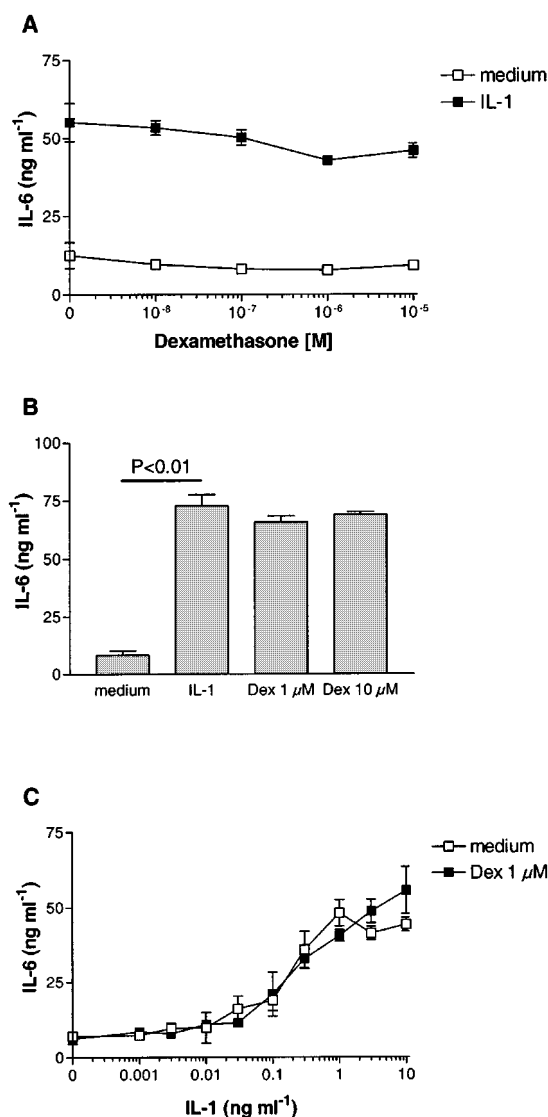 A
75
50
25
0
IL-6 (ng ml⁻¹)
medium
IL-1
0 10⁻⁸ 10⁻⁷ 10⁻⁶ 10⁻⁵
Dexamethasone [M]
B
100
75
50
25
0
IL-6 (ng ml⁻¹)
P<0.01
medium IL-1 Dex 1 µM Dex 10 µM
C
75
50
25
0
IL-6 (ng ml⁻¹)
medium
Dex 1 µM
0 0.001 0.01 0.1 1 10
IL-1 (ng ml⁻¹)